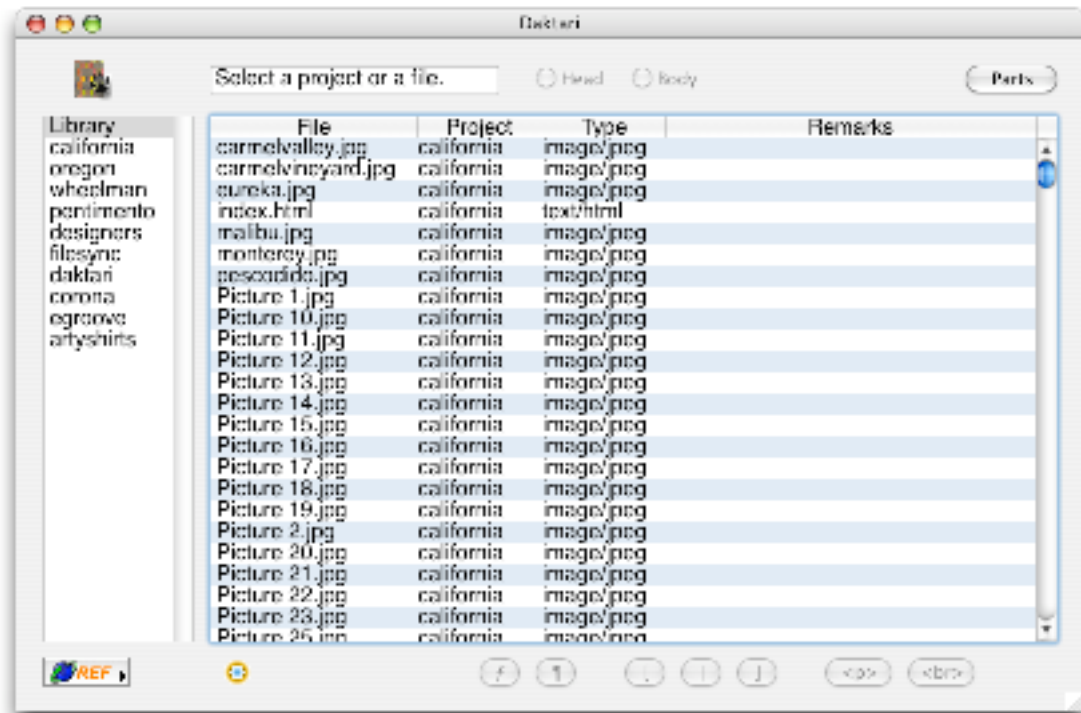 Daktari
Select a project or a file. Head Body Parts
Library
california
oregon
wheelman
pentimento
designers
filesync
daktari
corona
egroove
artyshirts
File Project Type Remarks
carmelvalley.jpg california image/jpeg
carmelvineyard.jpg california image/jpeg
eureka.jpg california image/jpeg
index.html california text/html
malibu.jpg california image/jpeg
monterey.jpg california image/jpeg
pescadido.jpg california image/jpeg
Picture 1.jpg california image/jpeg
Picture 10.jpg california image/jpeg
Picture 11.jpg california image/jpeg
Picture 12.jpg california image/jpeg
Picture 13.jpg california image/jpeg
Picture 14.jpg california image/jpeg
Picture 15.jpg california image/jpeg
Picture 16.jpg california image/jpeg
Picture 17.jpg california image/jpeg
Picture 18.jpg california image/jpeg
Picture 19.jpg california image/jpeg
Picture 2.jpg california image/jpeg
Picture 20.jpg california image/jpeg
Picture 21.jpg california image/jpeg
Picture 22.jpg california image/jpeg
Picture 23.jpg california image/jpeg
Picture 25.jpg california image/jpeg
REF ƒ ¶ <p> <br>